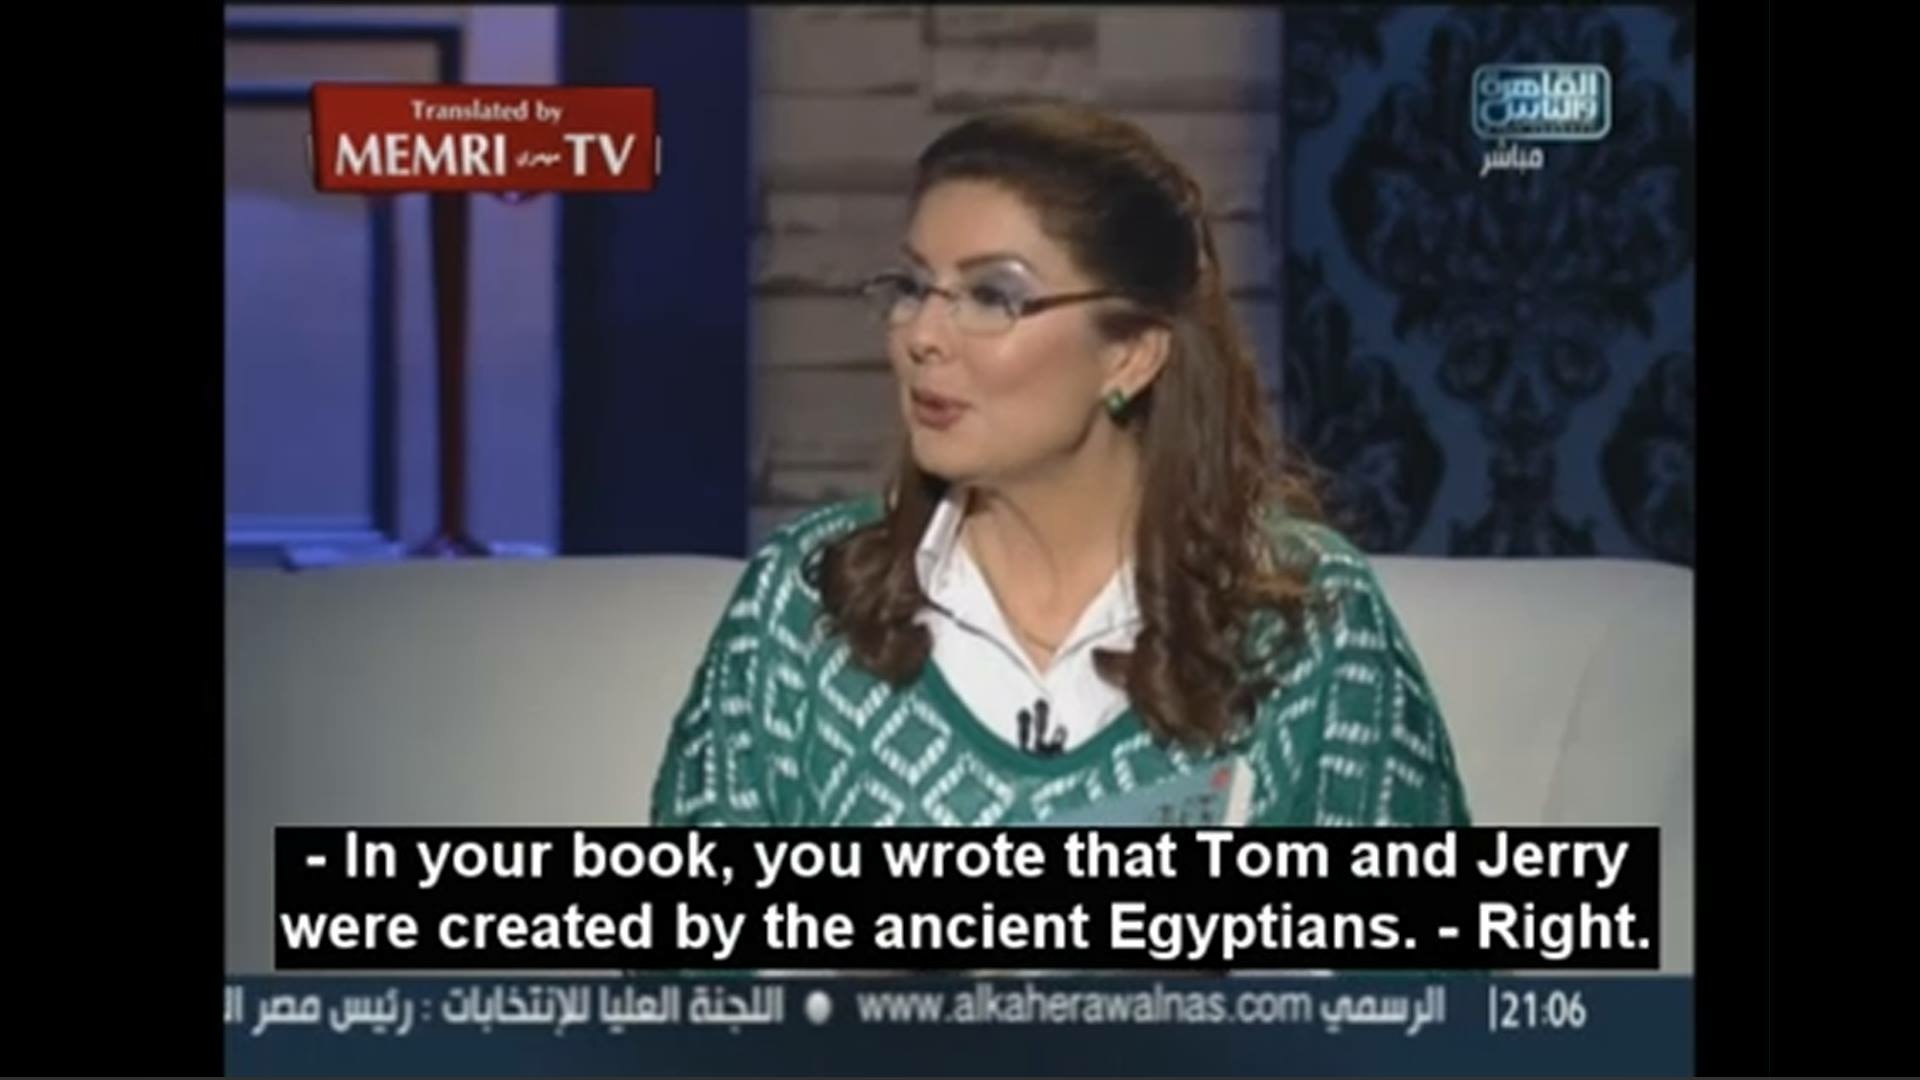 Translated by
MEMRI TV
القاهرة
والناس
مباشر
- In your book, you wrote that Tom and Jerry
were created by the ancient Egyptians. - Right.
الرسمي www.alkaherawalnas.com ● اللجنة العليا للإنتخابات : رئيس مصر ال
21:06